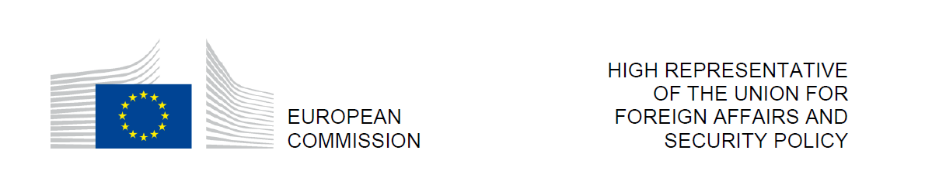 EUROPEAN
COMMISSION
HIGH REPRESENTATIVE
OF THE UNION FOR
FOREIGN AFFAIRS AND
SECURITY POLICY